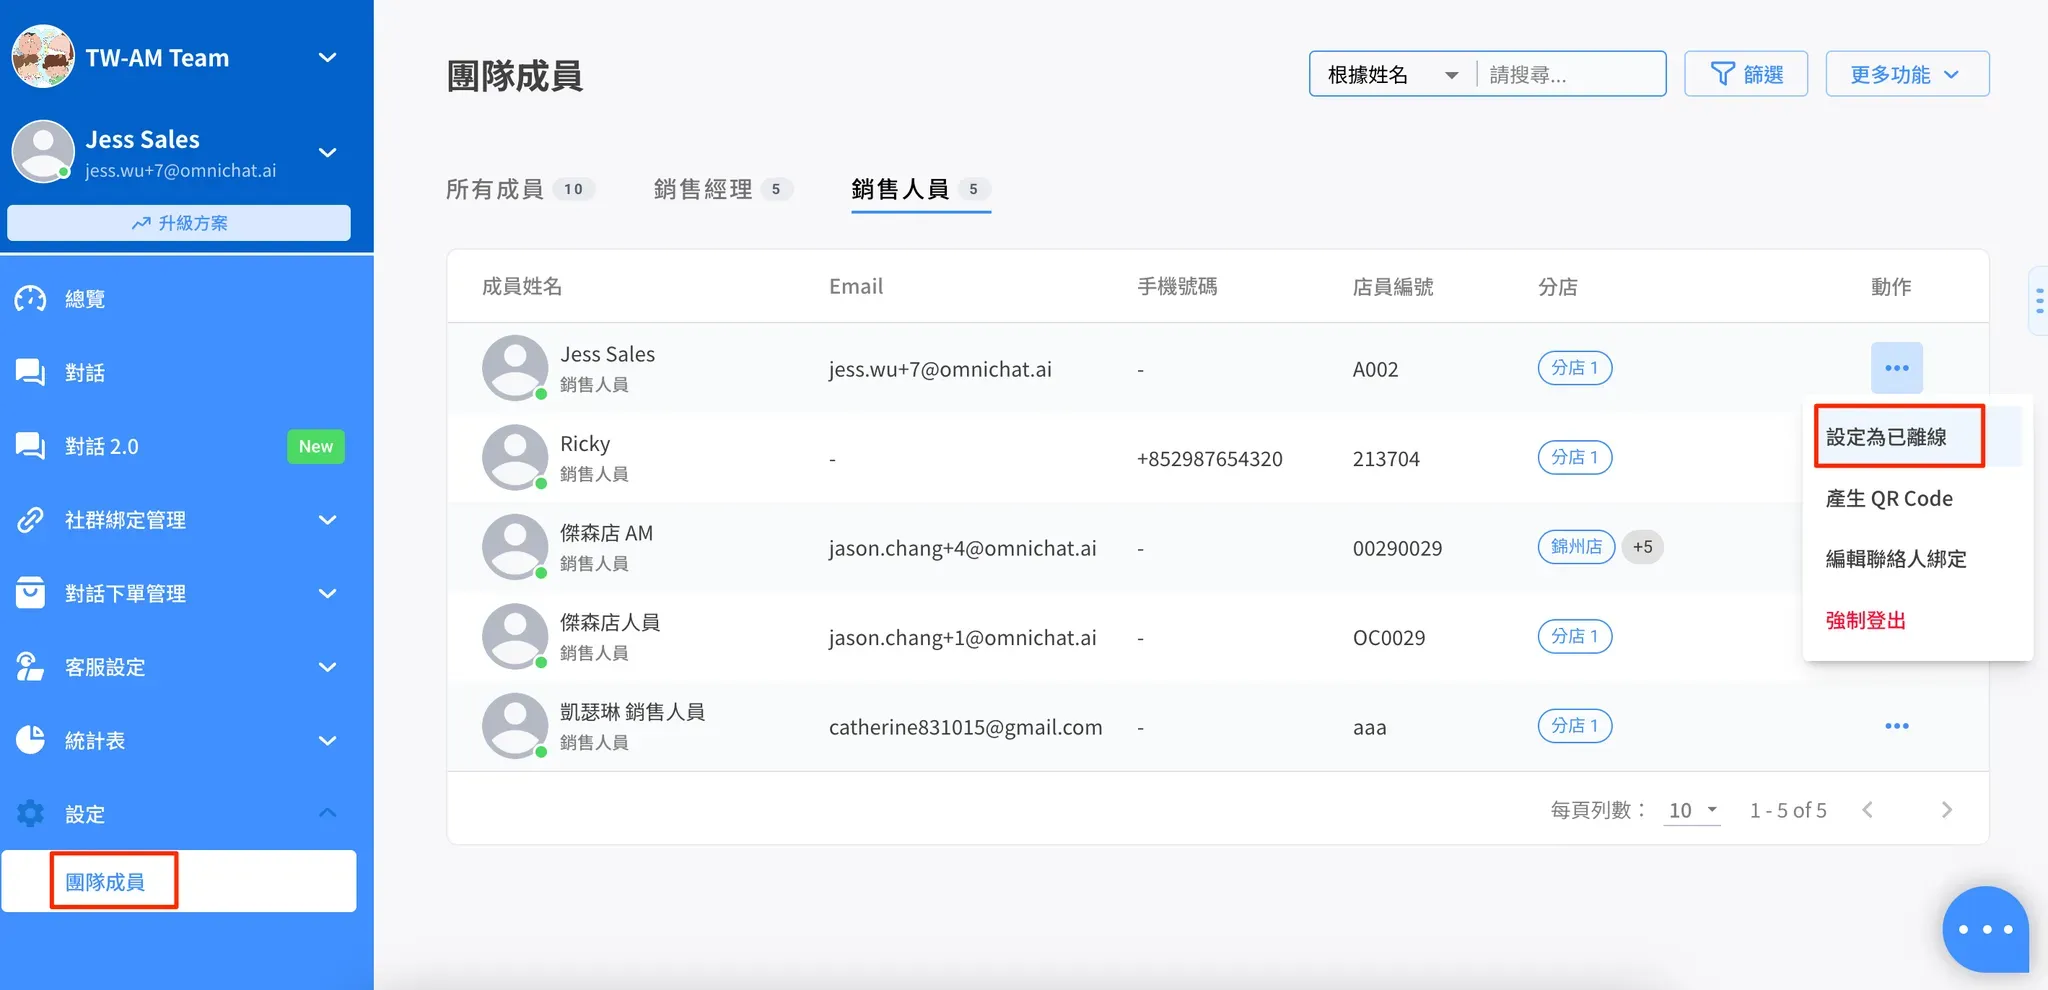 TW-AM Team
Jess Sales
jess.wu+7@omnichat.ai
升級方案
總覽
對話
對話 2.0 New
社群綁定管理
對話下單管理
客服設定
統計表
設定
團隊成員
團隊成員
根據姓名 請搜尋... 篩選 更多功能
所有成員 10 銷售經理 5 銷售人員 5
成員姓名 Email 手機號碼 店員編號 分店 動作
Jess Sales
銷售人員
jess.wu+7@omnichat.ai - A002 分店 1
Ricky
銷售人員
- +852987654320 213704 分店 1
傑森店 AM
銷售人員
jason.chang+4@omnichat.ai - 00290029 錦州店 +5
傑森店人員
銷售人員
jason.chang+1@omnichat.ai - OC0029 分店 1
凱瑟琳 銷售人員
銷售人員
catherine831015@gmail.com - aaa 分店 1
設定為已離線
產生 QR Code
編輯聯絡人綁定
強制登出
每頁列數： 10 1 - 5 of 5